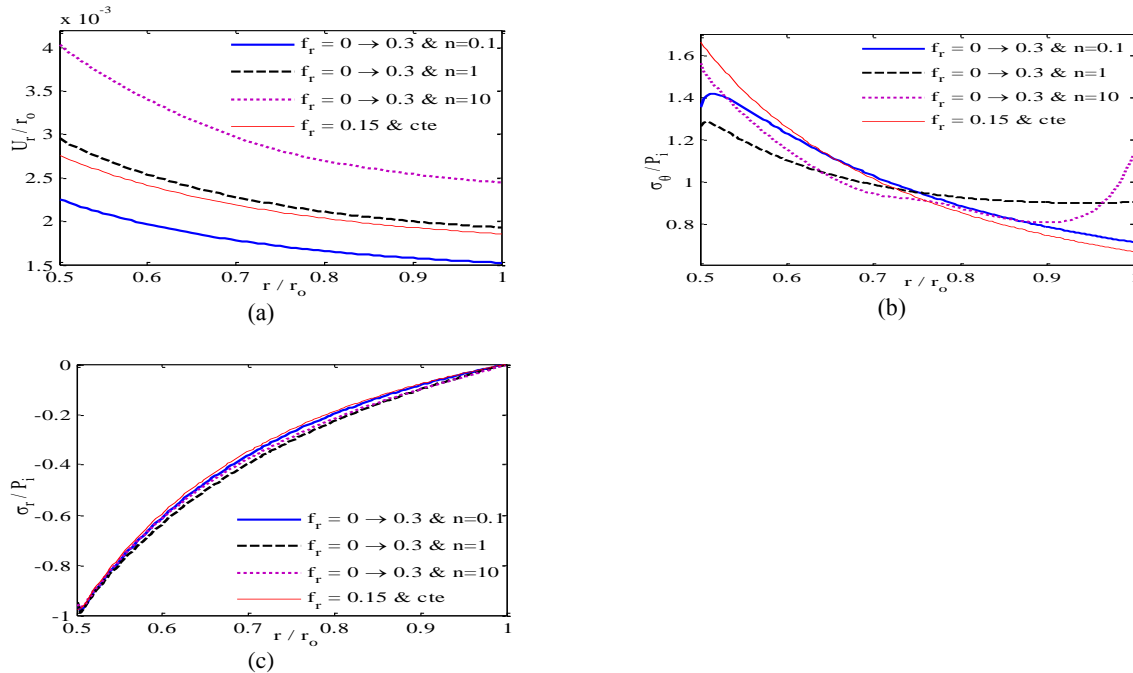 x 10⁻³
4
3.5
3
2.5
2
1.5
U_r / r_o
f_r = 0 → 0.3 & n=0.1
f_r = 0 → 0.3 & n=1
f_r = 0 → 0.3 & n=10
f_r = 0.15 & cte
0.5 0.6 0.7 0.8 0.9 1
r / r_o
(a)
1.6
1.4
1.2
1
0.8
σ_θ / P_i
f_r = 0 → 0.3 & n=0.1
f_r = 0 → 0.3 & n=1
f_r = 0 → 0.3 & n=10
f_r = 0.15 & cte
0.5 0.6 0.7 0.8 0.9 1
r / r_o
(b)
0
-0.2
-0.4
-0.6
-0.8
-1
σ_r / P_i
f_r = 0 → 0.3 & n=0.1
f_r = 0 → 0.3 & n=1
f_r = 0 → 0.3 & n=10
f_r = 0.15 & cte
0.5 0.6 0.7 0.8 0.9 1
r / r_o
(c)